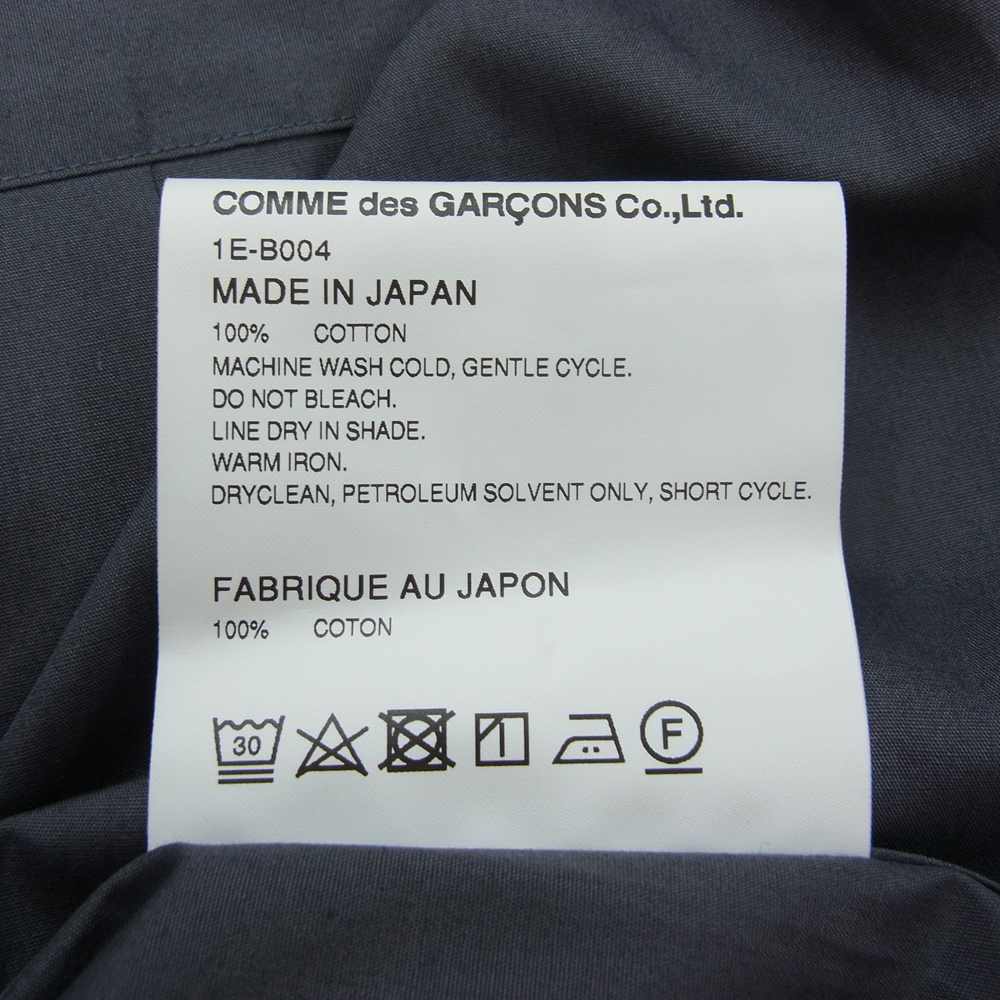 COMME des GARÇONS Co.,Ltd.
1E-B004
MADE IN JAPAN
100% COTTON
MACHINE WASH COLD, GENTLE CYCLE.
DO NOT BLEACH.
LINE DRY IN SHADE.
WARM IRON.
DRYCLEAN, PETROLEUM SOLVENT ONLY, SHORT CYCLE.
FABRIQUE AU JAPON
100% COTON
30 F